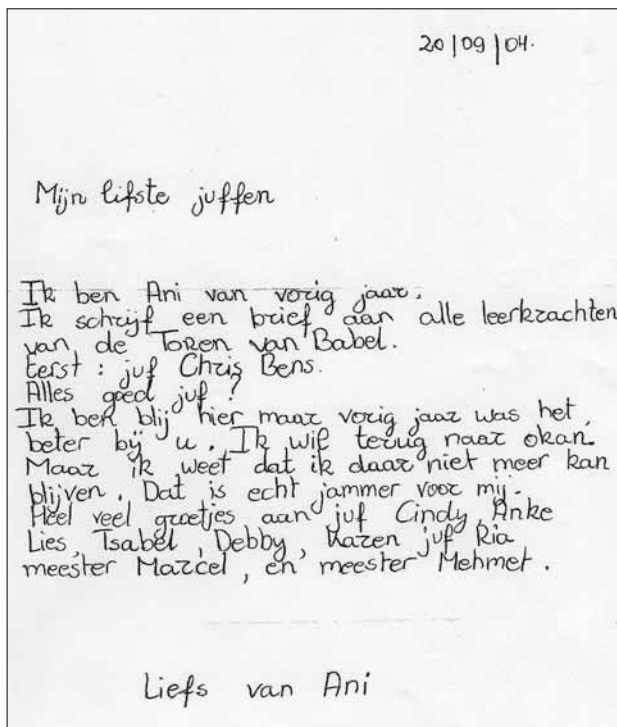 20/09/04.
Mijn lifste juffen
Ik ben Ani van vorig jaar.
Ik schrijf een brief aan alle leerkrachten
van de Toren van Babel.
Eerst : juf Chris Bens.
Alles goed juf ?
Ik ben blij hier maar vorig jaar was het
beter bij u. Ik wil terug naar okan.
Maar ik weet dat ik daar niet meer kan
blijven. Dat is echt jammer voor mij.
Heel veel groetjes aan juf Cindy, Anke
Lies, Isabel, Debby, Karen juf Ria
meester Marcel, en meester Mehmet.
Liefs van Ani